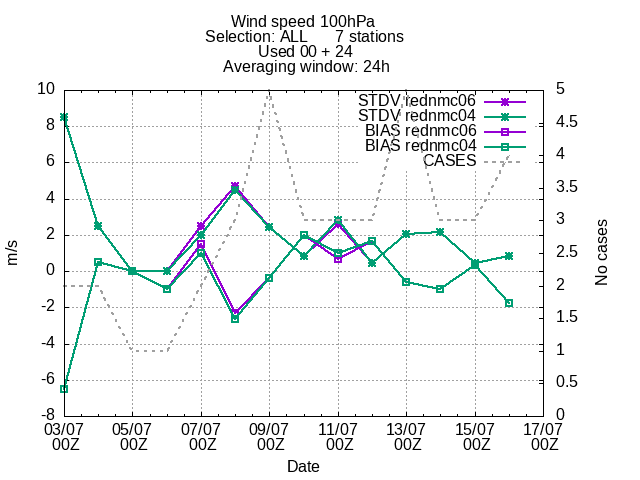 Wind speed 100hPa
Selection: ALL 7 stations
Used 00 + 24
Averaging window: 24h
STDV rednmc06
STDV rednmc04
BIAS rednmc06
BIAS rednmc04
CASES
10
8
6
4
2
0
-2
-4
-6
-8
m/s
5
4.5
4
3.5
3
2.5
2
1.5
1
0.5
0
No cases
03/07 05/07 07/07 09/07 11/07 13/07 15/07 17/07
00Z 00Z 00Z 00Z 00Z 00Z 00Z 00Z
Date